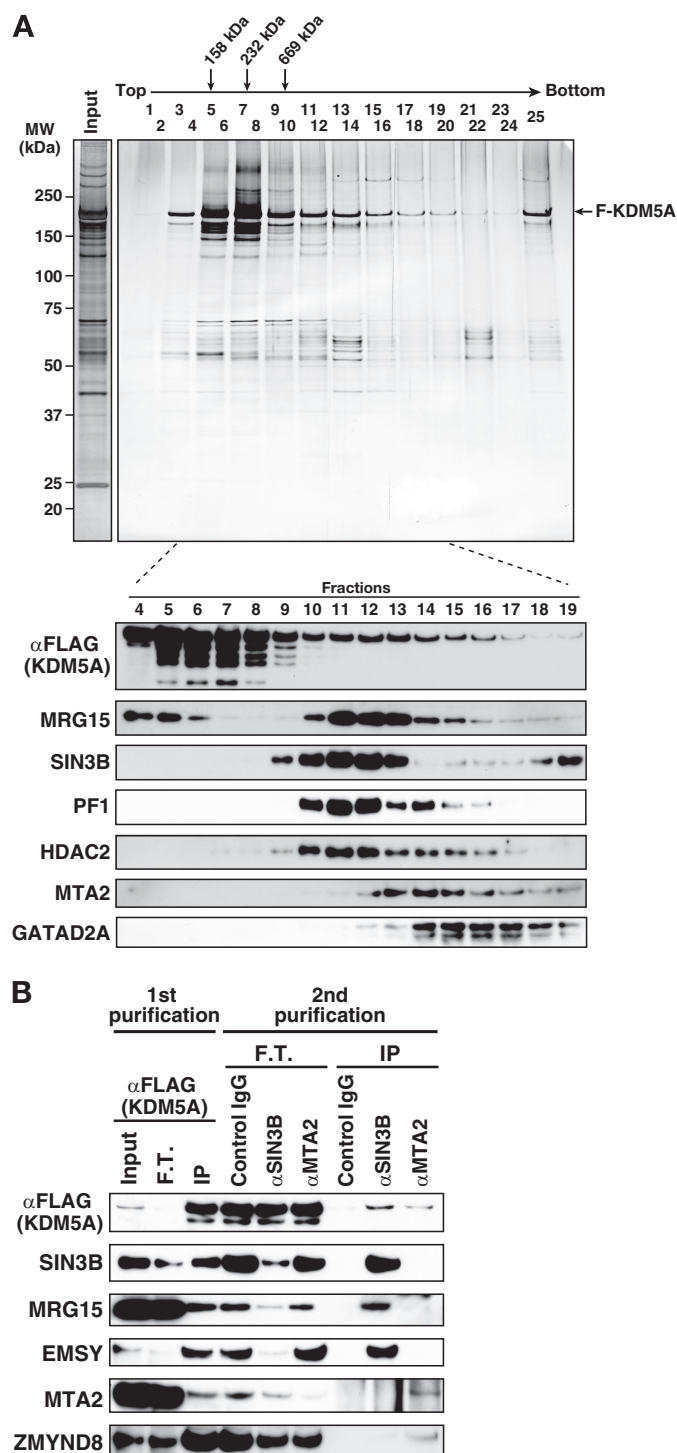 A
158 kDa
232 kDa
669 kDa
Top
Bottom
Input
1 3 5 7 9 11 13 15 17 19 21 23 25
2 4 6 8 10 12 14 16 18 20 22 24
MW
(kDa)
250
150
100
75
50
37
25
20
F-KDM5A
Fractions
4 5 6 7 8 9 10 11 12 13 14 15 16 17 18 19
αFLAG
(KDM5A)
MRG15
SIN3B
PF1
HDAC2
MTA2
GATAD2A
B
1st
purification
2nd
purification
F.T.
IP
αFLAG
(KDM5A)
Input
F.T.
IP
Control IgG
αSIN3B
αMTA2
Control IgG
αSIN3B
αMTA2
αFLAG
(KDM5A)
SIN3B
MRG15
EMSY
MTA2
ZMYND8